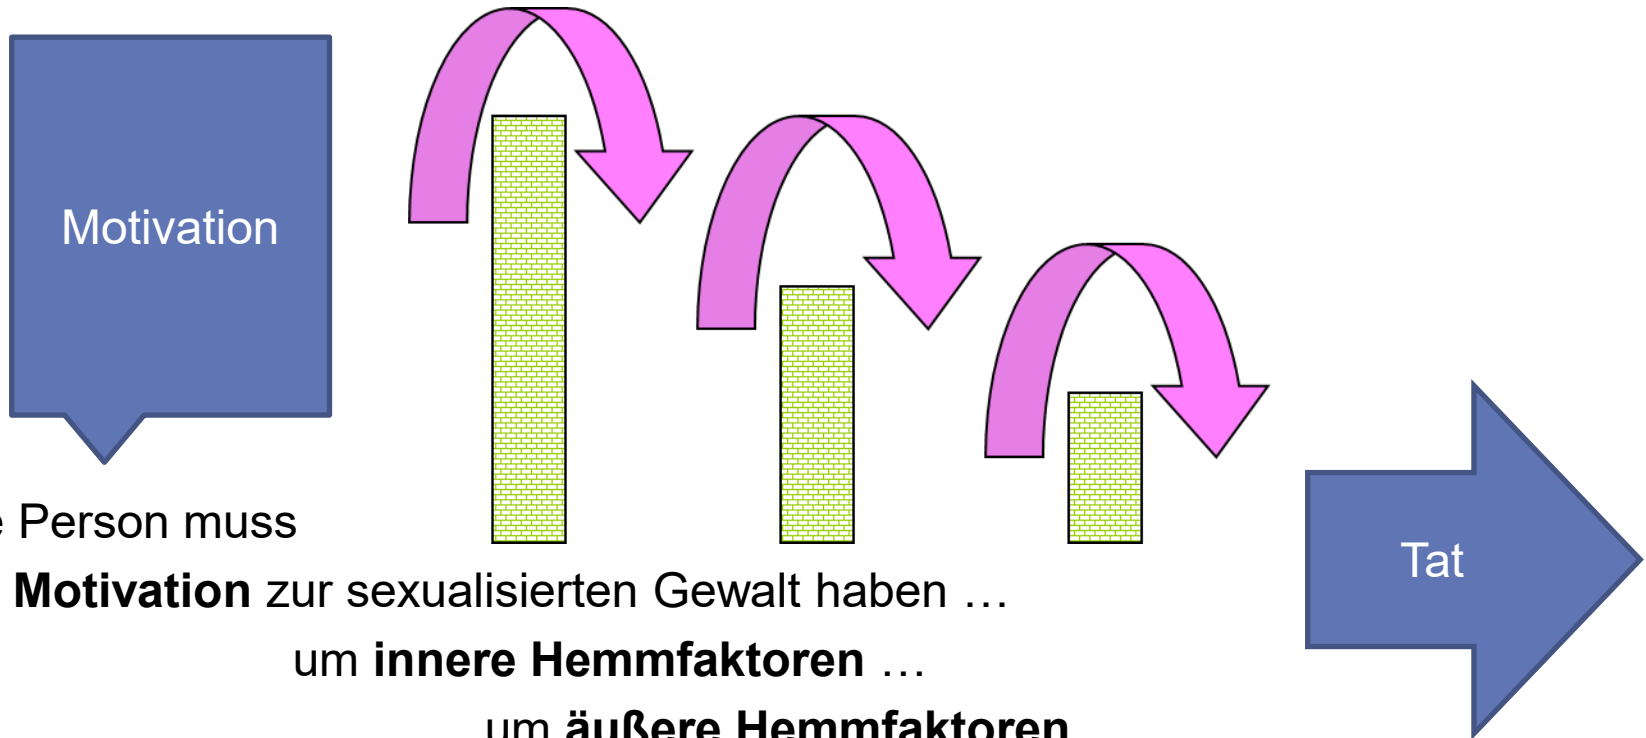 Motivation
Person muss
Motivation zur sexualisierten Gewalt haben …
um innere Hemmfaktoren …
um äußere Hemmfaktoren
Tat